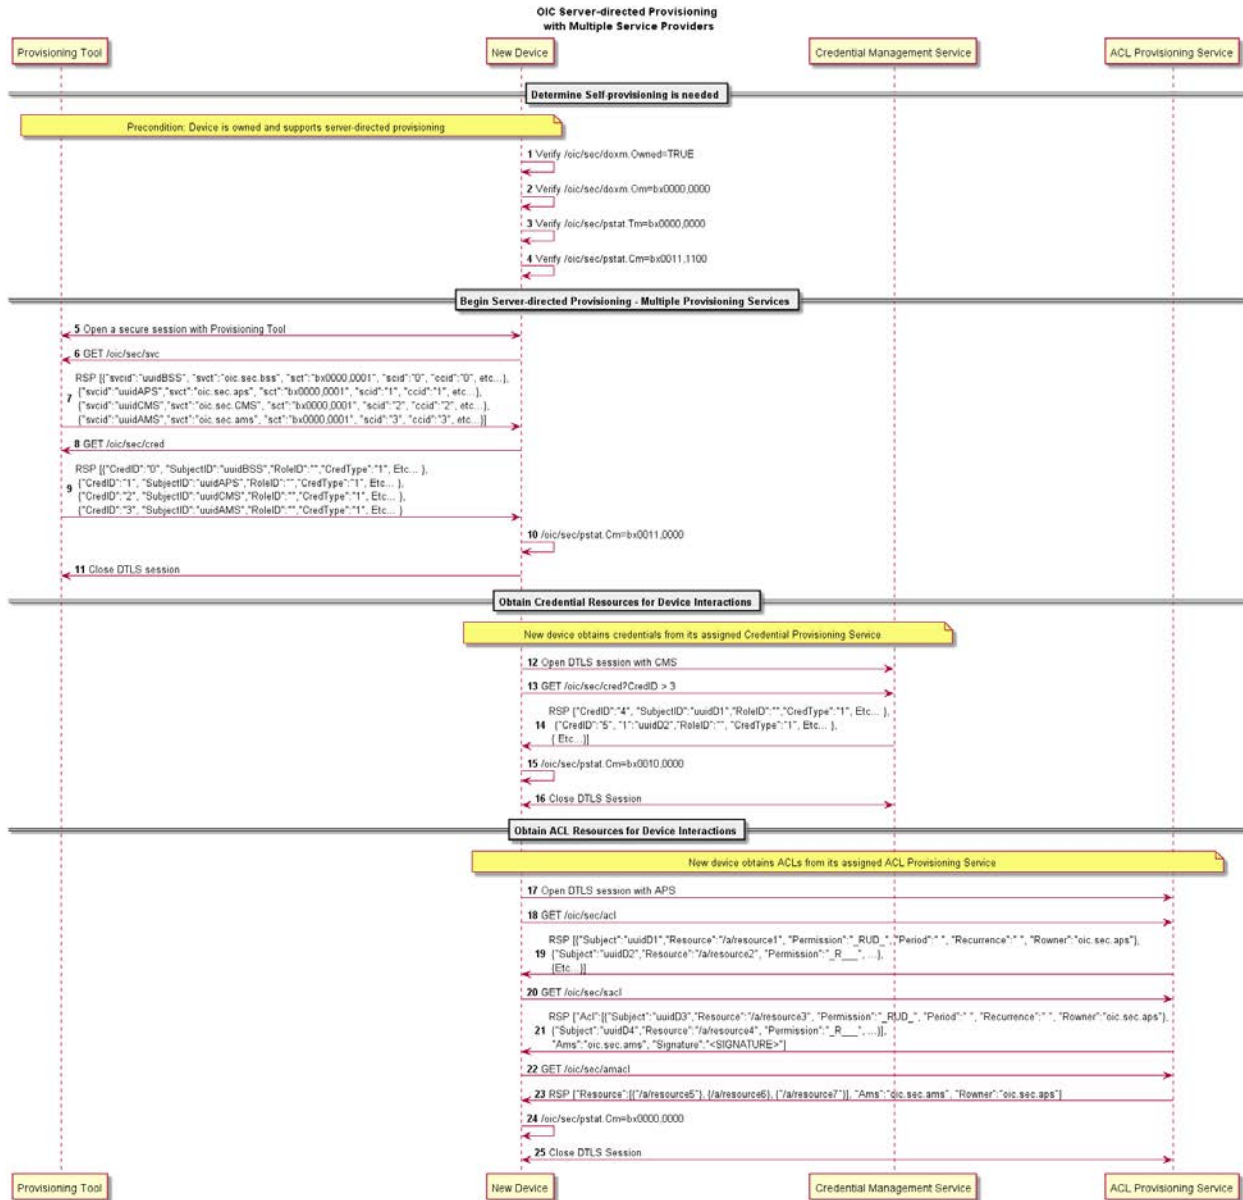 OIC Server-directed Provisioning
with Multiple Service Providers
Provisioning Tool
New Device
Credential Management Service
ACL Provisioning Service
Determine Self-provisioning is needed
Precondition: Device is owned and supports server-directed provisioning
1 Verify /oic/sec/doxm.Owned=TRUE
2 Verify /oic/sec/doxm.Om=bx0000,0000
3 Verify /oic/sec/pstat.Tm=bx0000,0000
4 Verify /oic/sec/pstat.Cm=bx0011,1100
Begin Server-directed Provisioning - Multiple Provisioning Services
5 Open a secure session with Provisioning Tool
6 GET /oic/sec/svc
RSP [{"svcid":"uuidBSS", "svct":"oic.sec.bss", "sct":"bx0000,0001", "scid":"0", "ccid":"0", etc...},
{"svcid":"uuidAPS","svct":"oic.sec.aps", "sct":"bx0000,0001", "scid":"1", "ccid":"1", etc...},
7
{"svcid":"uuidCMS","svct":"oic.sec.CMS", "sct":"bx0000,0001", "scid":"2", "ccid":"2", etc...},
{"svcid":"uuidAMS","svct":"oic.sec.ams", "sct":"bx0000,0001", "scid":"3", "ccid":"3", etc...}]
8 GET /oic/sec/cred
RSP [{"CredID":"0", "SubjectID":"uuidBSS","RoleID":"","CredType":"1", Etc... },
{"CredID":"1", "SubjectID":"uuidAPS","RoleID":"","CredType":"1", Etc... },
9
{"CredID":"2", "SubjectID":"uuidCMS","RoleID":"","CredType":"1", Etc... },
{"CredID":"3", "SubjectID":"uuidAMS","RoleID":"","CredType":"1", Etc... }
10 /oic/sec/pstat.Cm=bx0011,0000
11 Close DTLS session
Obtain Credential Resources for Device Interactions
New device obtains credentials from its assigned Credential Provisioning Service
12 Open DTLS session with CMS
13 GET /oic/sec/cred?CredID > 3
RSP {"CredID":"4", "SubjectID":"uuidD1","RoleID":"","CredType":"1", Etc... },
14 {"CredID":"5", "1":"uuidD2","RoleID":"", "CredType":"1", Etc... },
{ Etc...}]
15 /oic/sec/pstat.Cm=bx0010,0000
16 Close DTLS Session
Obtain ACL Resources for Device Interactions
New device obtains ACLs from its assigned ACL Provisioning Service
17 Open DTLS session with APS
18 GET /oic/sec/acl
RSP [{"Subject":"uuidD1","Resource":"/a/resource1", "Permission":"_RUD_","Period":" ", "Recurrence":" ", "Rowner":"oic.sec.aps"},
19 {"Subject":"uuidD2","Resource":"/a/resource2", "Permission":"_R___", ...},
{Etc...}]
20 GET /oic/sec/sacl
RSP ["Acl":[{"Subject":"uuidD3","Resource":"/a/resource3", "Permission":"_RUD_", "Period":" ", "Recurrence":" ", "Rowner":"oic.sec.aps"},
21 {"Subject":"uuidD4","Resource":"/a/resource4", "Permission":"_R___", ...}],
"Ams":"oic.sec.ams", "Signature":"<SIGNATURE>"]
22 GET /oic/sec/amacl
23 RSP ["Resource":[{"/a/resource5"}, {/a/resource6}, {"/a/resource7"}], "Ams":"oic.sec.ams", "Rowner":"oic.sec.aps"]
24 /oic/sec/pstat.Cm=bx0000,0000
25 Close DTLS Session
Provisioning Tool
New Device
Credential Management Service
ACL Provisioning Service